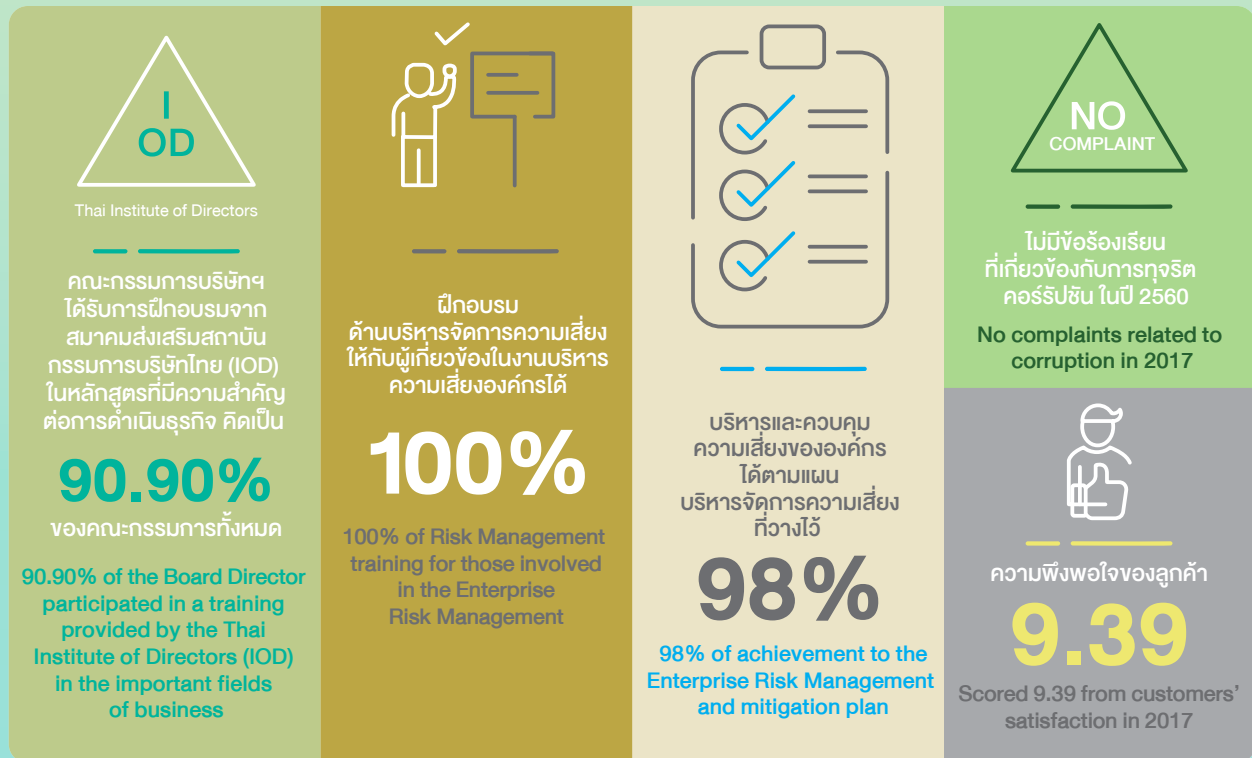 I
OD
Thai Institute of Directors
คณะกรรมการบริษัทฯ
ได้รับการฝึกอบรมจาก
สมาคมส่งเสริมสถาบัน
กรรมการบริษัทไทย (IOD)
ในหลักสูตรที่มีความสำคัญ
ต่อการดำเนินธุรกิจ คิดเป็น
90.90%
ของคณะกรรมการทั้งหมด
90.90% of the Board Director
participated in a training
provided by the Thai
Institute of Directors (IOD)
in the important fields
of business
ฝึกอบรม
ด้านบริหารจัดการความเสี่ยง
ให้กับผู้เกี่ยวข้องในงานบริหาร
ความเสี่ยงองค์กรได้
100%
100% of Risk Management
training for those involved
in the Enterprise
Risk Management
บริหารและควบคุม
ความเสี่ยงขององค์กร
ได้ตามแผน
บริหารจัดการความเสี่ยง
ที่วางไว้
98%
98% of achievement to the
Enterprise Risk Management
and mitigation plan
NO
COMPLAINT
ไม่มีข้อร้องเรียน
ที่เกี่ยวข้องกับการทุจริต
คอร์รัปชัน ในปี 2560
No complaints related to
corruption in 2017
ความพึงพอใจของลูกค้า
9.39
Scored 9.39 from customers’
satisfaction in 2017